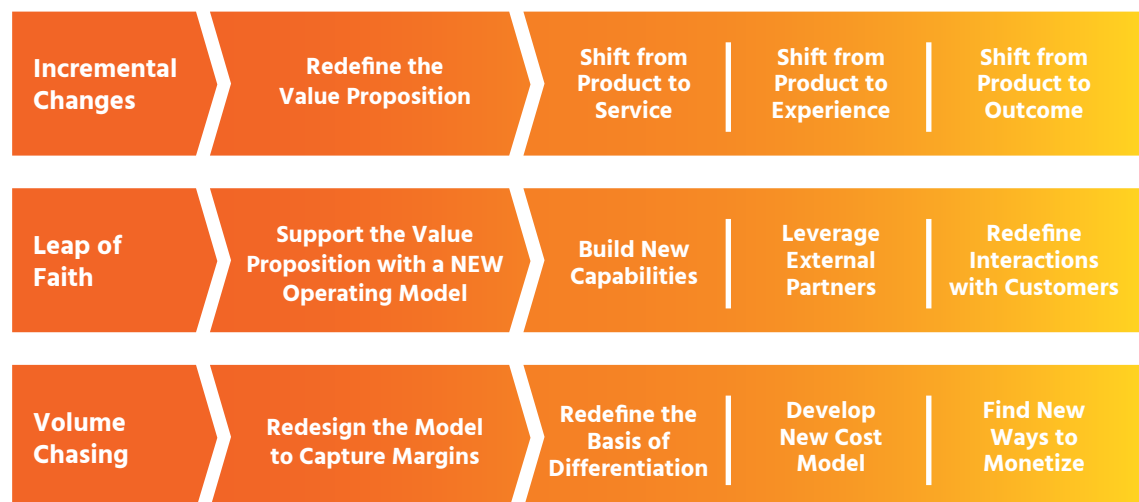 Incremental
Changes
Redefine the
Value Proposition
Shift from
Product to
Service
Shift from
Product to
Experience
Shift from
Product to
Outcome
Leap of
Faith
Support the Value
Proposition with a NEW
Operating Model
Build New
Capabilities
Leverage
External
Partners
Redefine
Interactions
with Customers
Volume
Chasing
Redesign the Model
to Capture Margins
Redefine the
Basis of
Differentiation
Develop
New Cost
Model
Find New
Ways to
Monetize